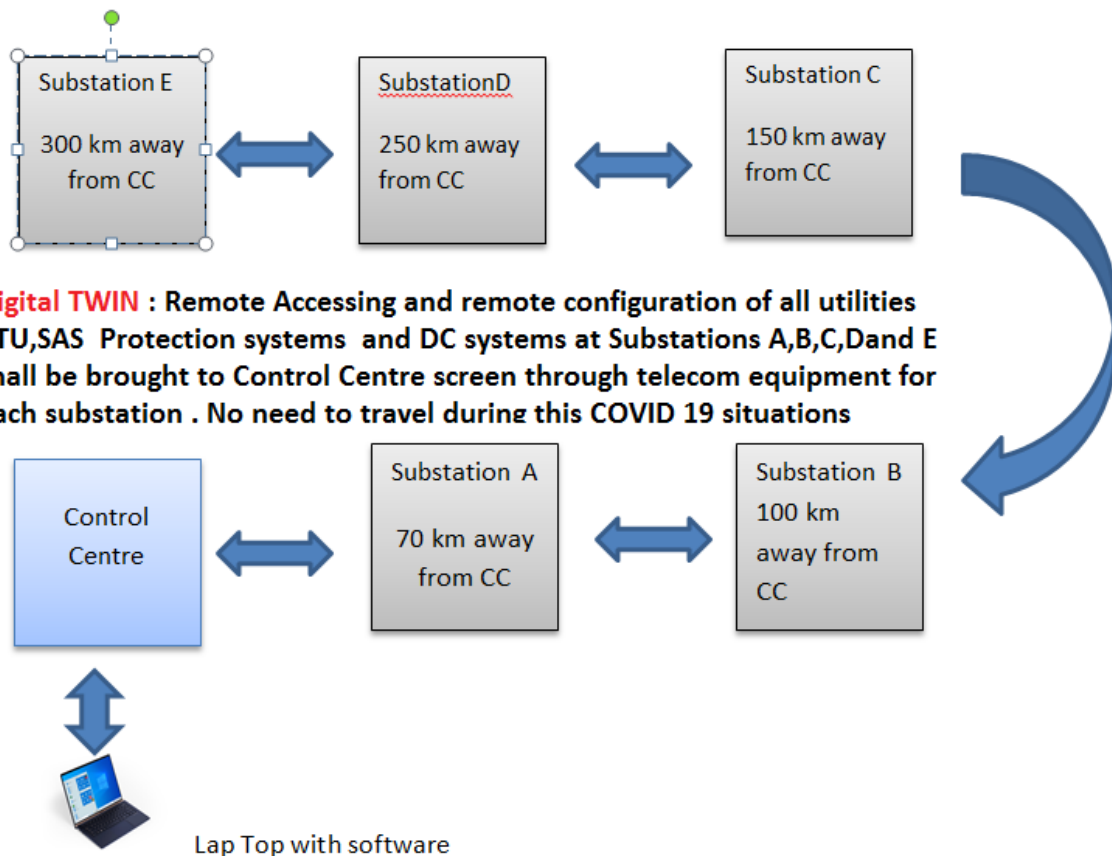 Substation E
300 km away
from CC
SubstationD
250 km away
from CC
Substation C
150 km away
from CC
igital TWIN : Remote Accessing and remote configuration of all utilities
TU,SAS Protection systems and DC systems at Substations A,B,C,Dand E
hall be brought to Control Centre screen through telecom equipment for
ach substation . No need to travel during this COVID 19 situations
Control
Centre
Substation A
70 km away
from CC
Substation B
100 km
away from
CC
Lap Top with software